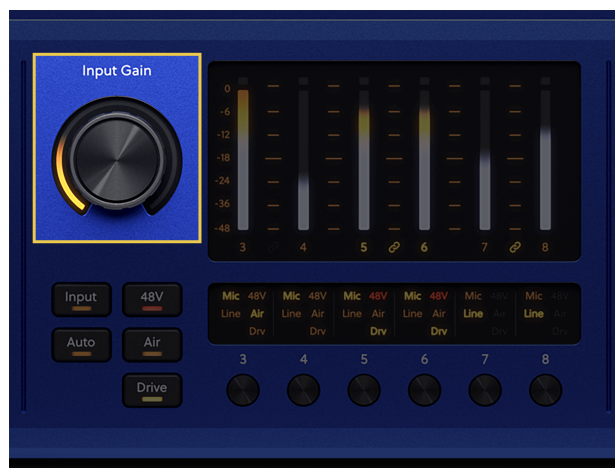 Input Gain
0
-6
-12
-18
-24
-36
-48
3 4 5 6 7 8
Input 48V
Auto Air
Drive
Mic 48V Mic 48V Mic 48V Mic 48V Mic 48V Mic 48V
Line Air Line Air Line Air Line Air Line Air Line Air
Drv Drv Drv Drv Drv Drv
3 4 5 6 7 8